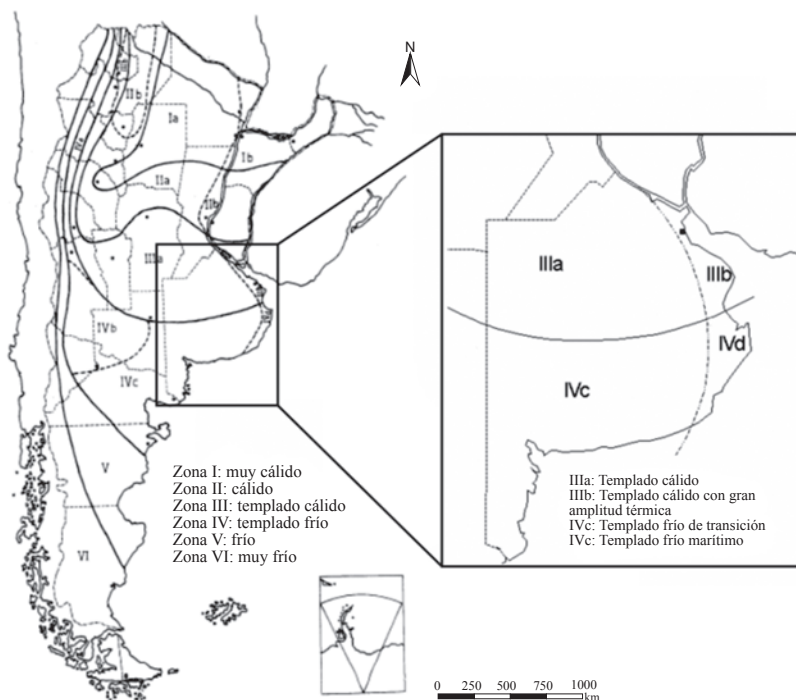 N
III
IIb
Ia
IVa
Ib
IIa
IIb
IIIa
IVb
IVc
V
VI
IIIa
IIIb
IVd
IVc
Zona I: muy cálido
Zona II: cálido
Zona III: templado cálido
Zona IV: templado frío
Zona V: frío
Zona VI: muy frío
IIIa: Templado cálido
IIIb: Templado cálido con gran
amplitud térmica
IVc: Templado frío de transición
IVc: Templado frío marítimo
0 250 500 750 1000
km